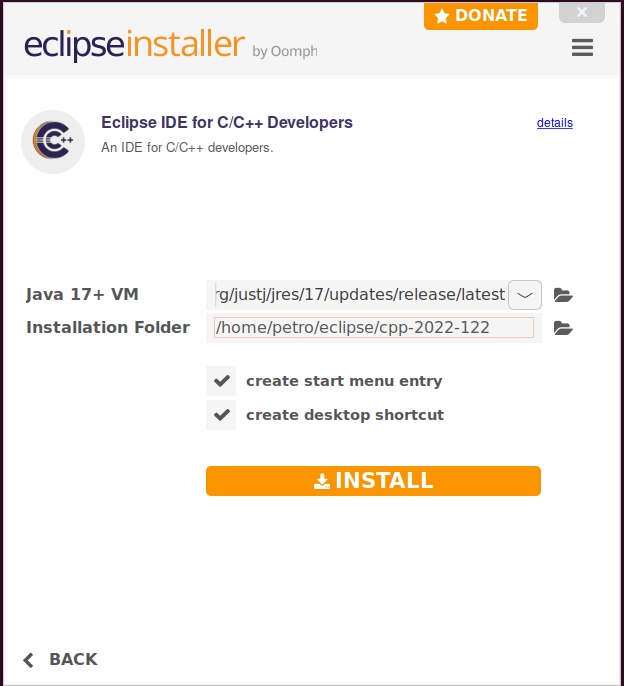 DONATE
eclipseinstaller by Oomph
Eclipse IDE for C/C++ Developers
details
An IDE for C/C++ developers.
Java 17+ VM rg/justj/jres/17/updates/release/latest
Installation Folder /home/petro/eclipse/cpp-2022-122
create start menu entry
create desktop shortcut
INSTALL
BACK